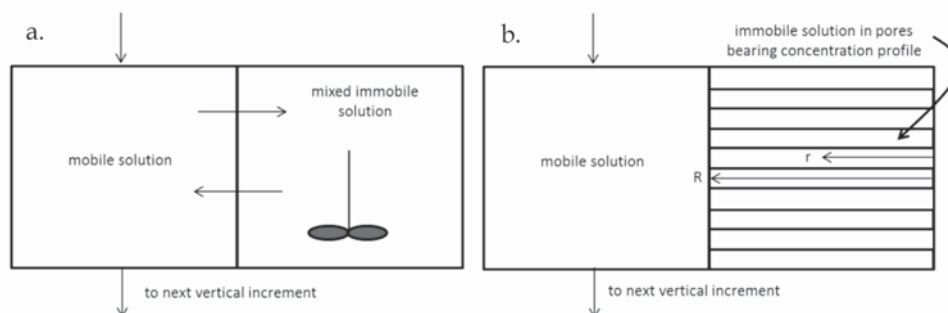 a.
mixed immobile
solution
mobile solution
to next vertical increment
b.
immobile solution in pores
bearing concentration profile
mobile solution
r
R
to next vertical increment